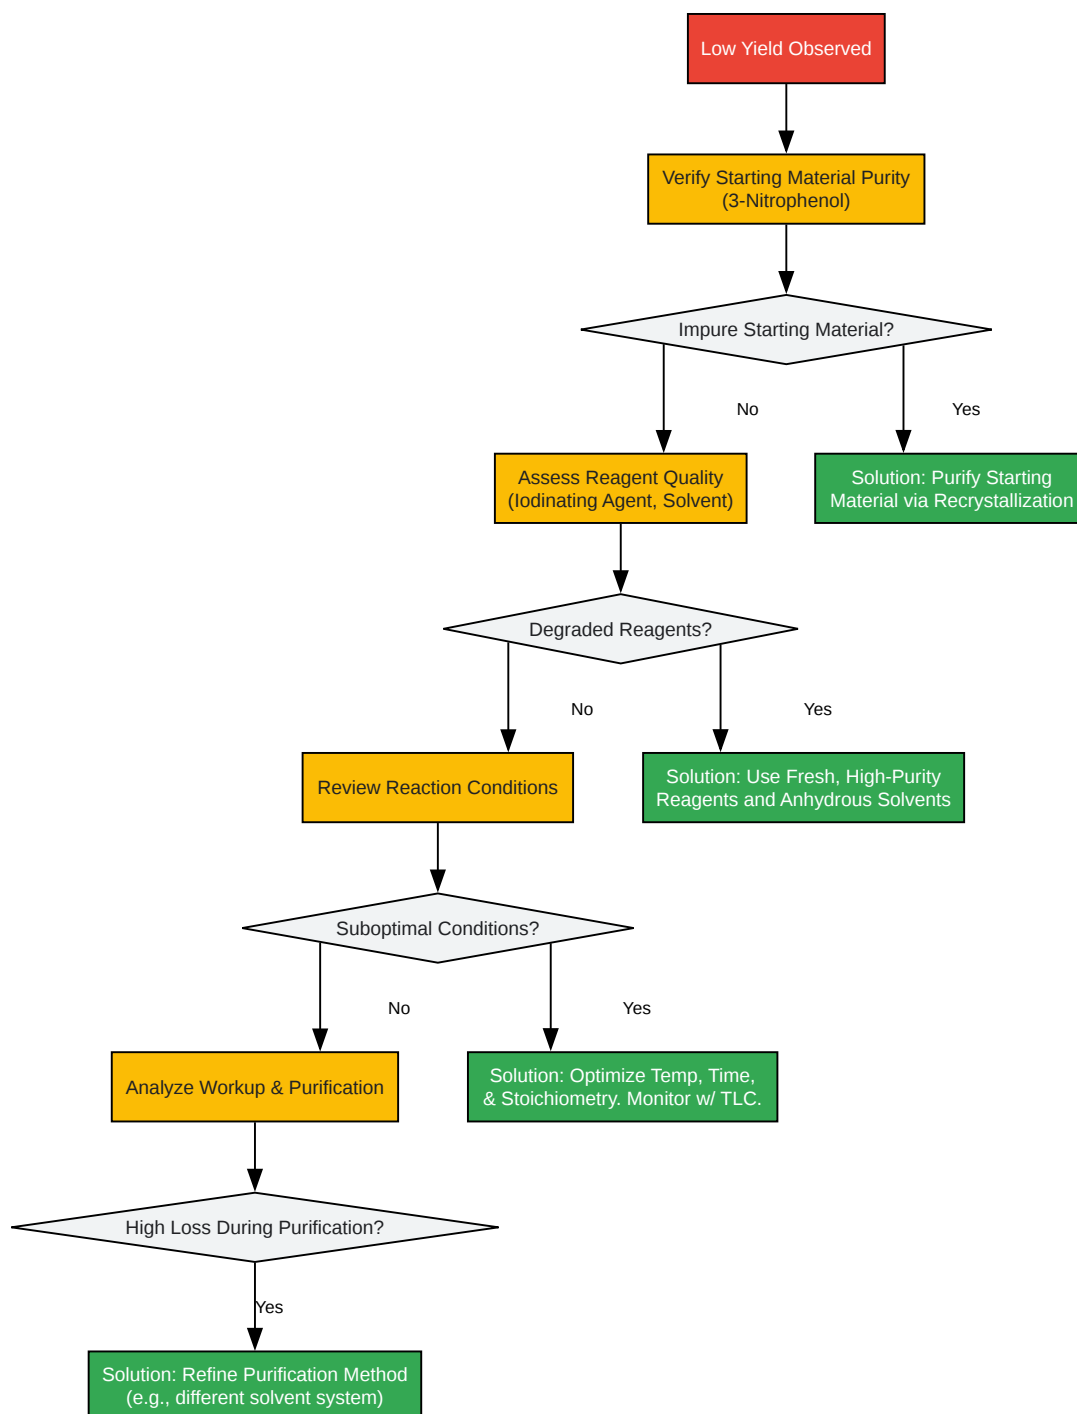 Low Yield Observed
Verify Starting Material Purity
(3-Nitrophenol)
Impure Starting Material?
No
Yes
Assess Reagent Quality
(Iodinating Agent, Solvent)
Solution: Purify Starting
Material via Recrystallization
Degraded Reagents?
No
Yes
Review Reaction Conditions
Solution: Use Fresh, High-Purity
Reagents and Anhydrous Solvents
Suboptimal Conditions?
No
Yes
Analyze Workup & Purification
Solution: Optimize Temp, Time,
& Stoichiometry. Monitor w/ TLC.
High Loss During Purification?
Yes
Solution: Refine Purification Method
(e.g., different solvent system)